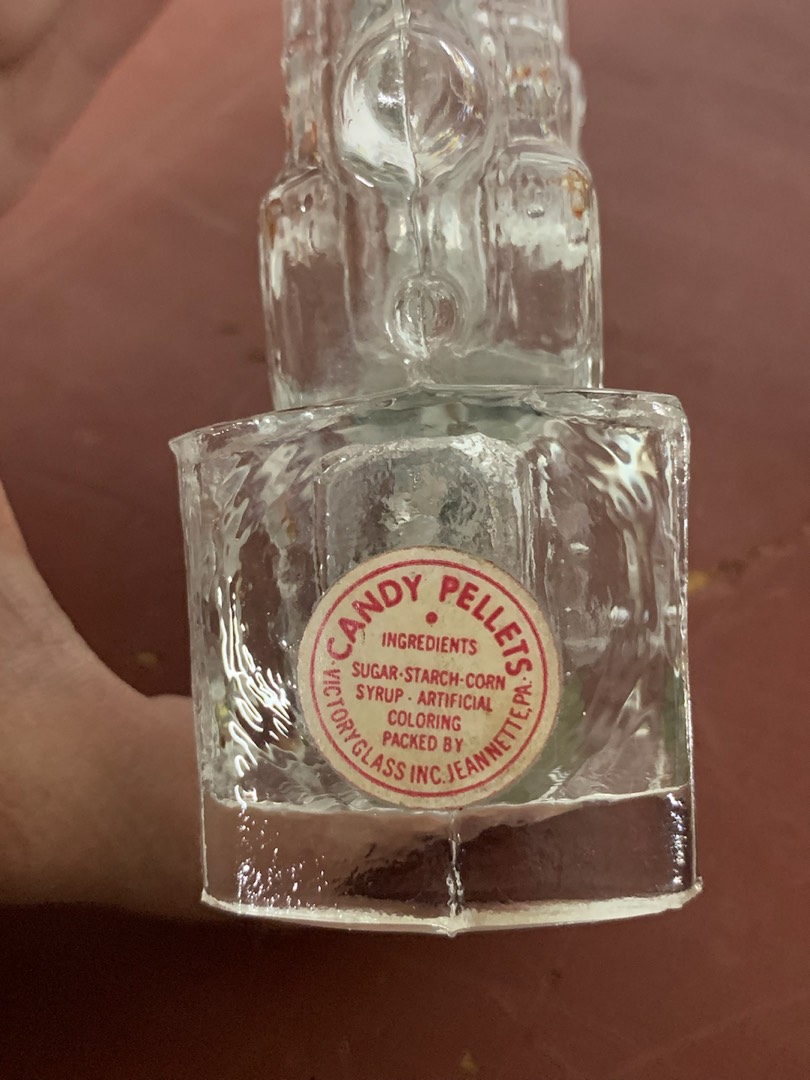 CANDY PELLETS
INGREDIENTS
SUGAR·STARCH·CORN
SYRUP · ARTIFICIAL
COLORING
PACKED BY
·VICTORY GLASS INC. JEANNETTE, PA.·